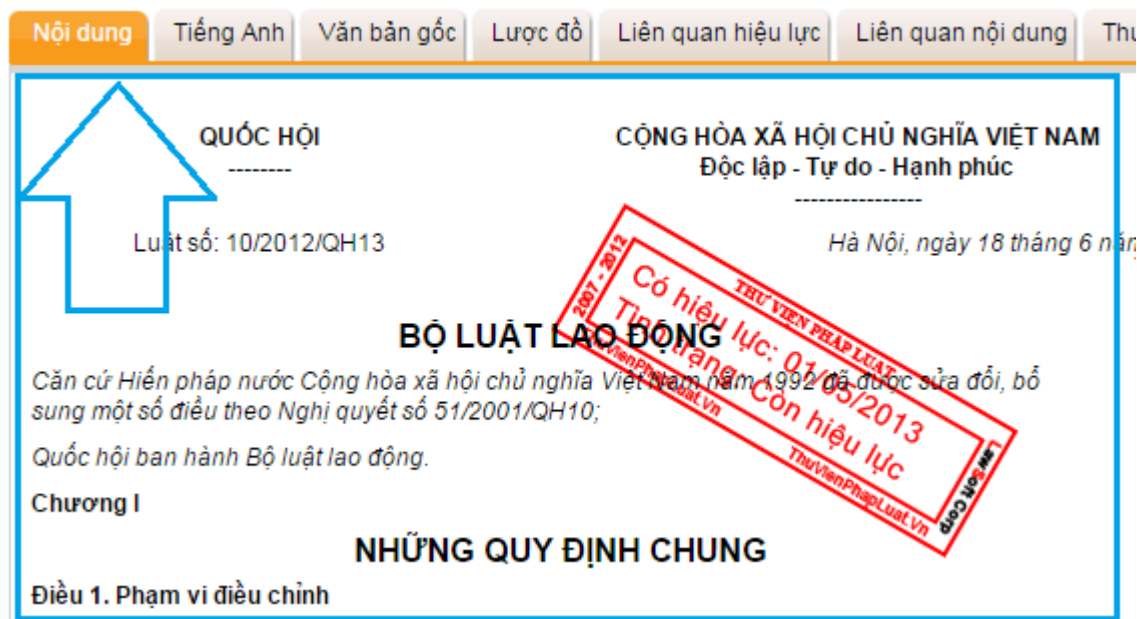 Nội dung
Tiếng Anh
Văn bản gốc
Lược đồ
Liên quan hiệu lực
Liên quan nội dung
QUỐC HỘI
--------
CỘNG HÒA XÃ HỘI CHỦ NGHĨA VIỆT NAM
Độc lập - Tự do - Hạnh phúc
----------------
Luật số: 10/2012/QH13
Hà Nội, ngày 18 tháng 6
BỘ LUẬT LAO ĐỘNG
Căn cứ Hiến pháp nước Cộng hòa xã hội chủ nghĩa Việt Nam năm 1992 đã được sửa đổi, bổ
sung một số điều theo Nghị quyết số 51/2001/QH10;
Quốc hội ban hành Bộ luật lao động.
Chương I
NHỮNG QUY ĐỊNH CHUNG
Điều 1. Phạm vi điều chỉnh
2007 - 2012
THƯ VIỆN PHÁP LUẬT
Có hiệu lực: 01/05/2013
Tình trạng: Còn hiệu lực
ThuVienPhapLuat.Vn
ThuVienPhapLuat.Vn
LawSoft Corp